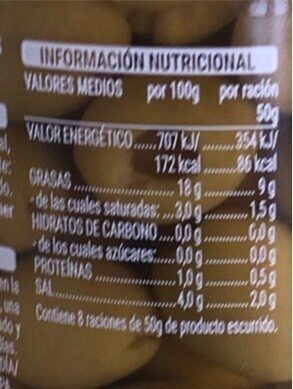 INFORMACIÓN NUTRICIONAL
VALORES MEDIOS por 100g por ración
50g
VALOR ENERGÉTICO......707 kJ/............354 kJ/
172 kcal..........86 kcal
GRASAS..........................18 g..............9 g
- de las cuales saturadas: ...3,0 g............1,5 g
HIDRATOS DE CARBONO....0,0 g............0,0 g
- de los cuales azúcares:.....0,0 g............0,0 g
PROTEÍNAS.....................1,0 g............0,5 g
SAL..............................4,0 g............2,0 g
Contiene 8 raciones de 50g de producto escurrido.